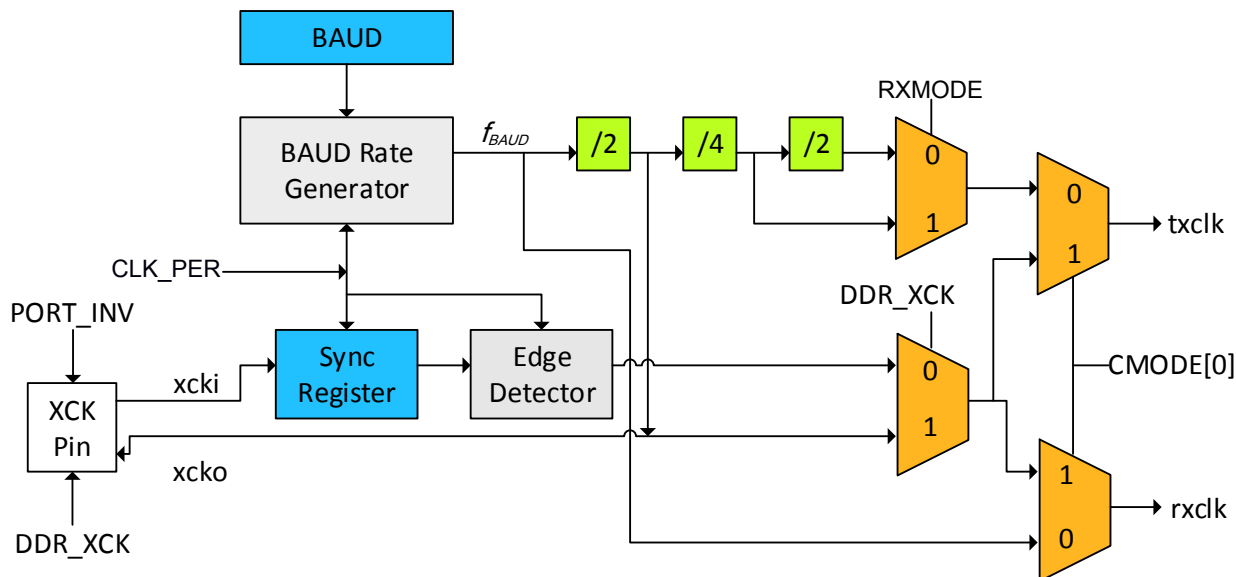 BAUD
RXMODE
BAUD Rate
Generator
fBAUD
/2
/4
/2
0
1
0
1
txclk
CLK_PER
DDR_XCK
PORT_INV
Sync
Register
Edge
Detector
0
1
CMODE[0]
xcki
XCK
Pin
xcko
1
0
rxclk
DDR_XCK